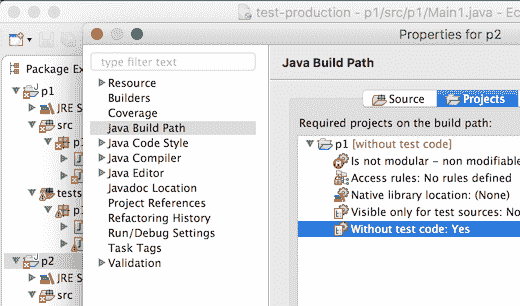 test-production - p1/src/p1/Main1.java - Ec
Properties for p2
Package Ex
p1
JRE S
src
p1
J
J
tests
p1
J
J
p2
JRE S
src
type filter text
Resource
Builders
Coverage
Java Build Path
Java Code Style
Java Compiler
Java Editor
Javadoc Location
Project References
Refactoring History
Run/Debug Settings
Task Tags
Validation
Java Build Path
Source
Projects
Required projects on the build path:
p1 [without test code]
Is not modular – non modifiable
Access rules: No rules defined
Native library location: (None)
Visible only for test sources: No
Without test code: Yes